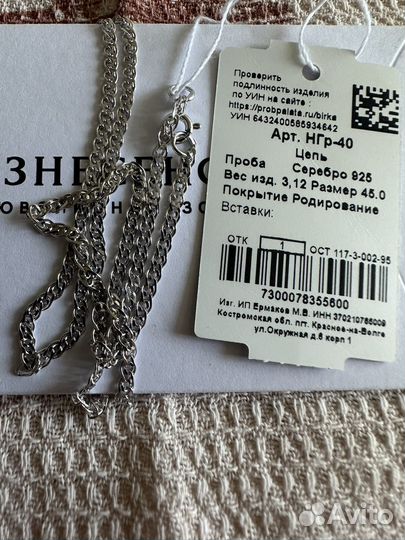 ЗНЕСЕНС
Проверить
подлинность изделия
по УИН на сайте :
https://probpalata.ru/birka
УИН 6432400585934642
Арт. НГр-40
Цепь
Проба Серебро 925
Вес изд. 3,12 Размер 45.0
Покрытие Родирование
Вставки:
ОТК 1 ОСТ 117-3-002-95
7300078355600
Изг. ИП Ермаков М.В. ИНН 370210766009
Костромская обл. пгт. Красное-на-Волге
ул.Окружная д.6 корп 1
Avito